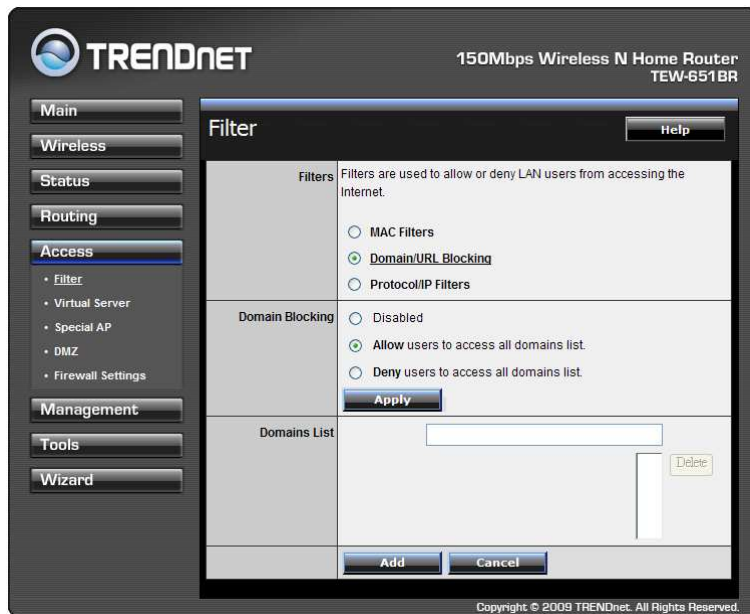 TRENDNET
150Mbps Wireless N Home Router
TEW-651BR
Main
Wireless
Status
Routing
Access
• Filter
• Virtual Server
• Special AP
• DMZ
• Firewall Settings
Management
Tools
Wizard
Filter
Help
Filters
Filters are used to allow or deny LAN users from accessing the
Internet.
MAC Filters
Domain/URL Blocking
Protocol/IP Filters
Domain Blocking
Disabled
Allow users to access all domains list.
Deny users to access all domains list.
Apply
Domains List
Delete
Add
Cancel
Copyright © 2009 TRENDnet. All Rights Reserved.